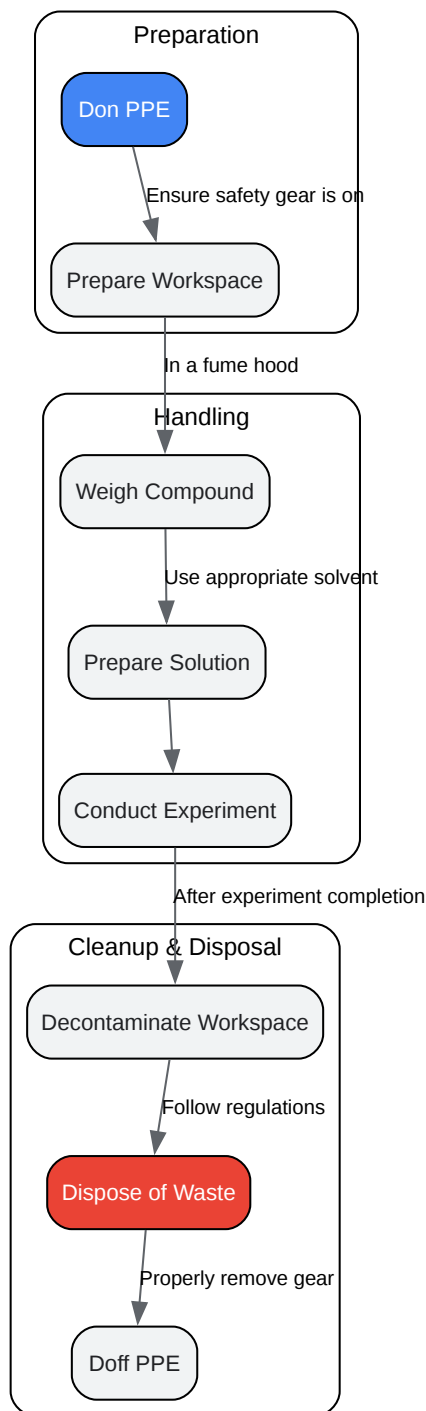 Preparation
Don PPE
Ensure safety gear is on
Prepare Workspace
In a fume hood
Handling
Weigh Compound
Use appropriate solvent
Prepare Solution
Conduct Experiment
After experiment completion
Cleanup & Disposal
Decontaminate Workspace
Follow regulations
Dispose of Waste
Properly remove gear
Doff PPE